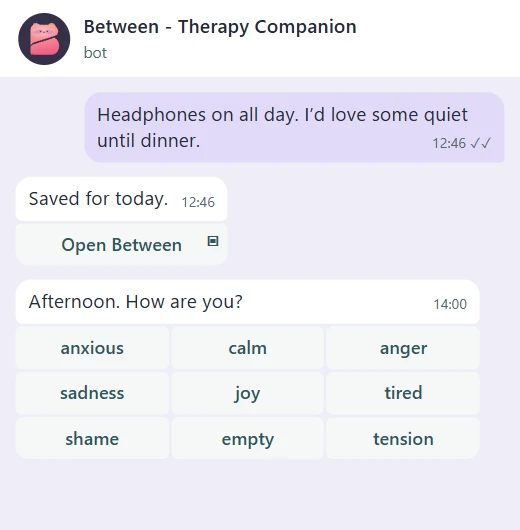 Between - Therapy Companion
bot
Headphones on all day. I’d love some quiet
until dinner.
12:46
Saved for today.
12:46
Open Between
Afternoon. How are you?
14:00
anxious
calm
anger
sadness
joy
tired
shame
empty
tension